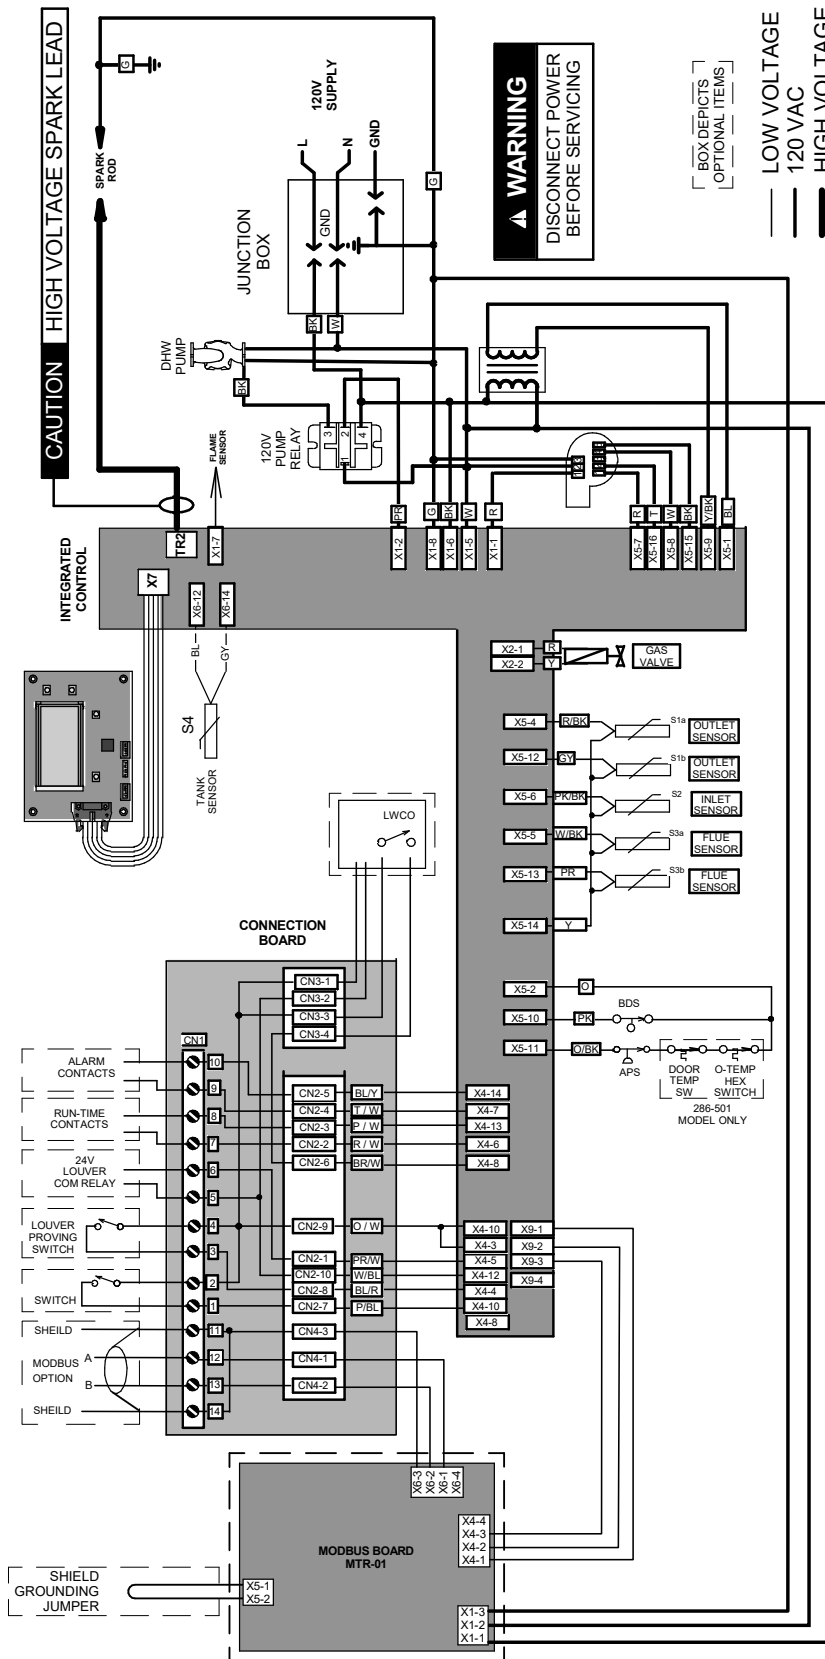 CAUTION
HIGH VOLTAGE SPARK LEAD
G
SPARK
ROD
120V
SUPPLY
L
N
GND
GND
JUNCTION
BOX
BK
W
G
WARNING
DISCONNECT POWER
BEFORE SERVICING
BOX DEPICTS
OPTIONAL ITEMS
LOW VOLTAGE
120 VAC
HIGH VOLTAGE
DHW
PUMP
BK
120V
PUMP
RELAY
3
2
4
1
FLAME
SENSOR
INTEGRATED
CONTROL
TR2
X1-7
X7
X6-12
X6-14
BL
GY
S4
TANK
SENSOR
PR
G
BK
W
R
X1-2
X1-8
X1-6
X1-5
X1-1
R
T
W
BK
Y/BK
BL
X5-7
X5-16
X5-8
X5-15
X5-9
X5-1
X2-1
R
X2-2
Y
GAS
VALVE
X5-4
R/BK
S1a
OUTLET
SENSOR
X5-12
GY
S1b
OUTLET
SENSOR
X5-6
PK/BK
S2
INLET
SENSOR
X5-5
W/BK
S3a
FLUE
SENSOR
X5-13
PR
S3b
FLUE
SENSOR
X5-14
Y
LWCO
CONNECTION
BOARD
CN3-1
CN3-2
CN3-3
CN3-4
X5-2
O
X5-10
PK
BDS
X5-11
O/BK
APS
DOOR
TEMP
SW
O-TEMP
HEX
SWITCH
286-501
MODEL ONLY
CN1
ALARM
CONTACTS
10
9
RUN-TIME
CONTACTS
8
7
24V
LOUVER
COM RELAY
6
5
LOUVER
PROVING
SWITCH
4
3
SWITCH
2
1
SHEILD
MODBUS
OPTION
A
B
SHEILD
11
12
13
14
CN2-5
BL/Y
X4-14
CN2-4
T / W
X4-7
CN2-3
P / W
X4-13
CN2-2
R / W
X4-6
CN2-6
BR/W
X4-8
CN2-9
O / W
X4-10
X9-1
X4-3
X9-2
CN2-1
PR/W
X4-5
X9-3
CN2-10
W/BL
X4-12
X9-4
CN2-8
BL/R
X4-4
CN2-7
P/BL
X4-10
X4-8
CN4-3
CN4-1
CN4-2
X6-3
X6-2
X6-1
X6-4
MODBUS BOARD
MTR-01
X4-4
X4-3
X4-2
X4-1
SHIELD
GROUNDING
JUMPER
X5-1
X5-2
X1-3
X1-2
X1-1